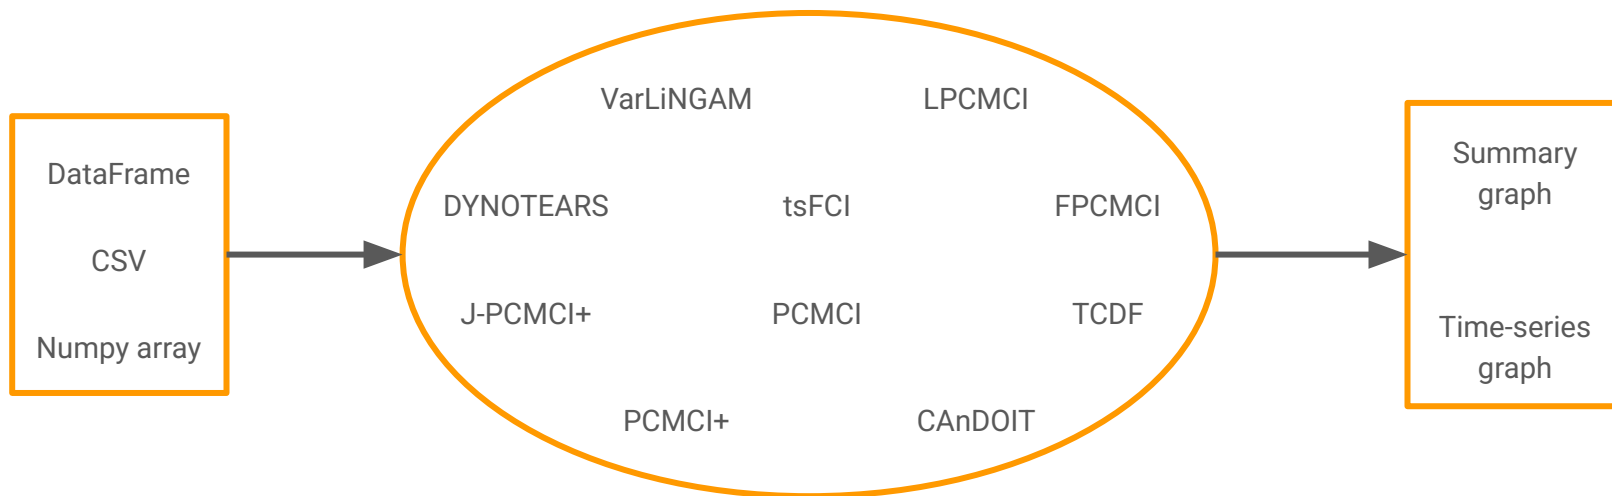 DataFrame
CSV
Numpy array
VarLiNGAM
LPCMCI
DYNOTEARS
tsFCI
FPCMCI
J-PCMCI+
PCMCI
TCDF
PCMCI+
CAnDOIT
Summary
graph
Time-series
graph